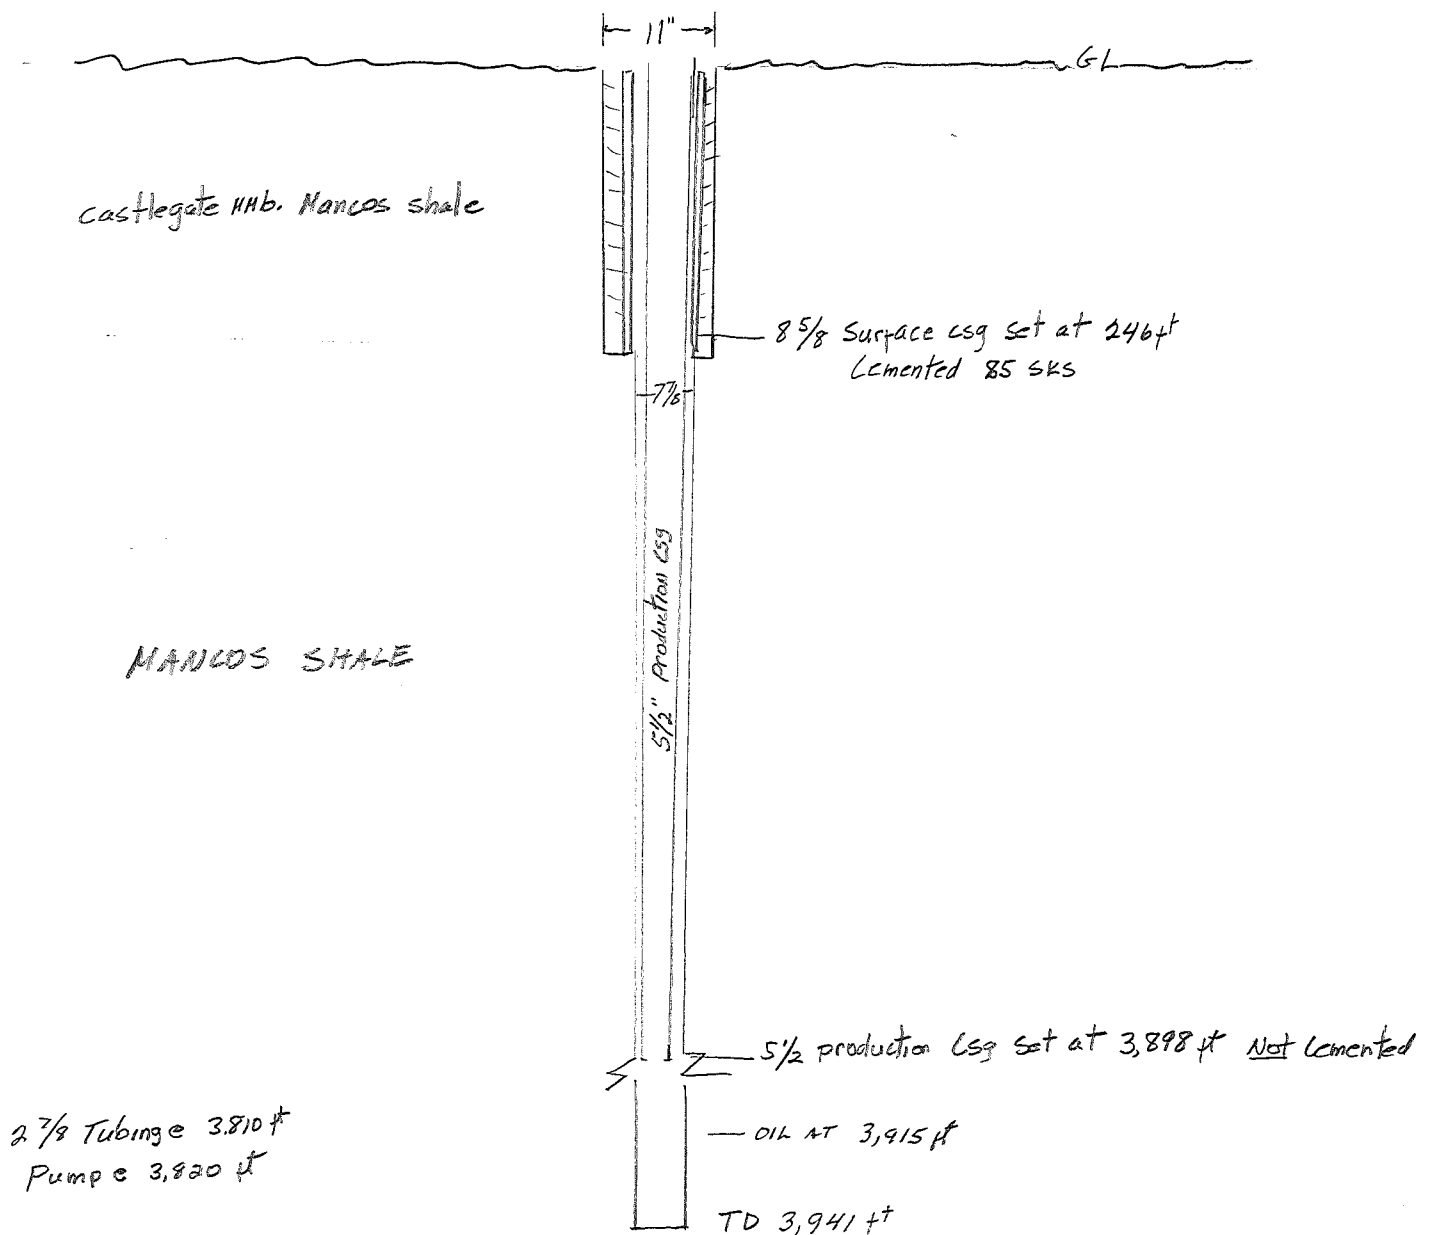 11"
GL
Castlegate Mb. Mancos shale
8 5/8 Surface csg set at 246 ft
Cemented 85 sks
7 7/8
5 1/2" Production Csg
MANCOS SHALE
5 1/2 production Csg set at 3,898 ft Not Cemented
2 7/8 Tubing @ 3,810 ft
Pump @ 3,820 ft
OIL AT 3,915 ft
TD 3,941 ft